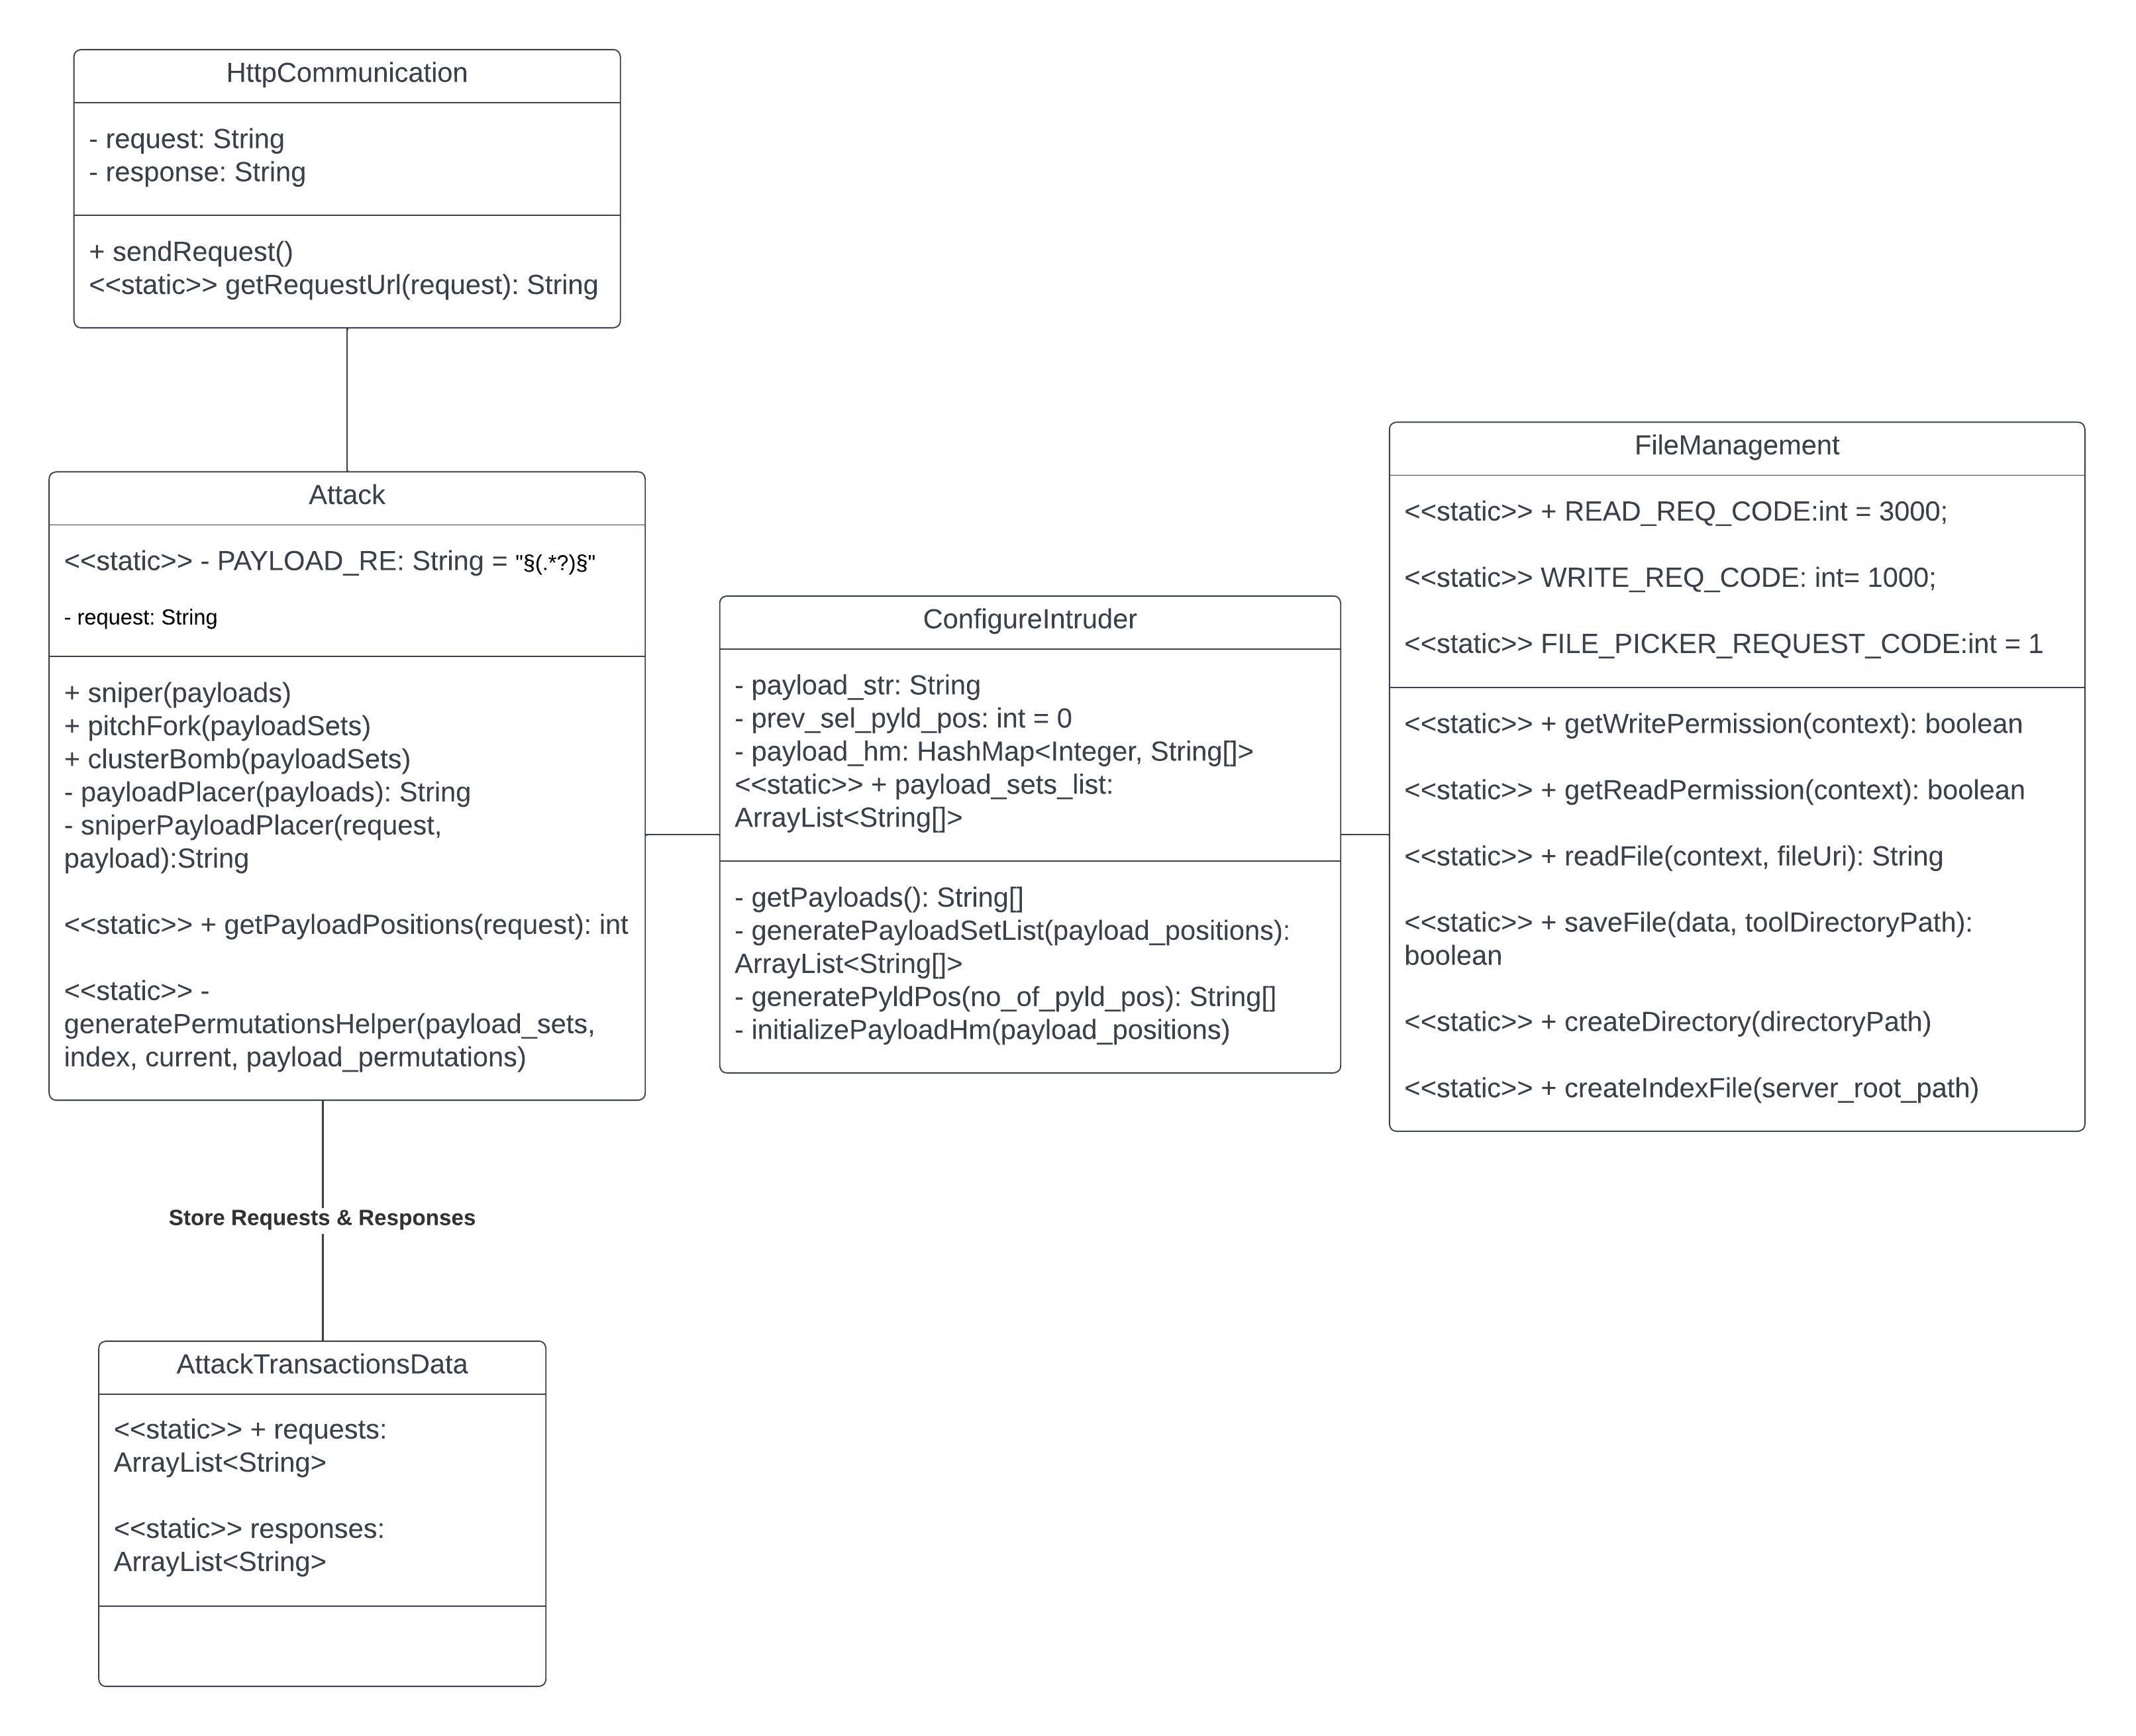 HttpCommunication
- request: String
- response: String
+ sendRequest()
<<static>> getRequestUrl(request): String
Attack
<<static>> - PAYLOAD_RE: String = "§(.*?)§"
- request: String
+ sniper(payloads)
+ pitchFork(payloadSets)
+ clusterBomb(payloadSets)
- payloadPlacer(payloads): String
- sniperPayloadPlacer(request,
payload):String
<<static>> + getPayloadPositions(request): int
<<static>> -
generatePermutationsHelper(payload_sets,
index, current, payload_permutations)
ConfigureIntruder
- payload_str: String
- prev_sel_pyld_pos: int = 0
- payload_hm: HashMap<Integer, String[]>
<<static>> + payload_sets_list:
ArrayList<String[]>
- getPayloads(): String[]
- generatePayloadSetList(payload_positions):
ArrayList<String[]>
- generatePyldPos(no_of_pyld_pos): String[]
- initializePayloadHm(payload_positions)
FileManagement
<<static>> + READ_REQ_CODE:int = 3000;
<<static>> WRITE_REQ_CODE: int= 1000;
<<static>> FILE_PICKER_REQUEST_CODE:int = 1
<<static>> + getWritePermission(context): boolean
<<static>> + getReadPermission(context): boolean
<<static>> + readFile(context, fileUri): String
<<static>> + saveFile(data, toolDirectoryPath):
boolean
<<static>> + createDirectory(directoryPath)
<<static>> + createIndexFile(server_root_path)
Store Requests & Responses
AttackTransactionsData
<<static>> + requests:
ArrayList<String>
<<static>> responses:
ArrayList<String>